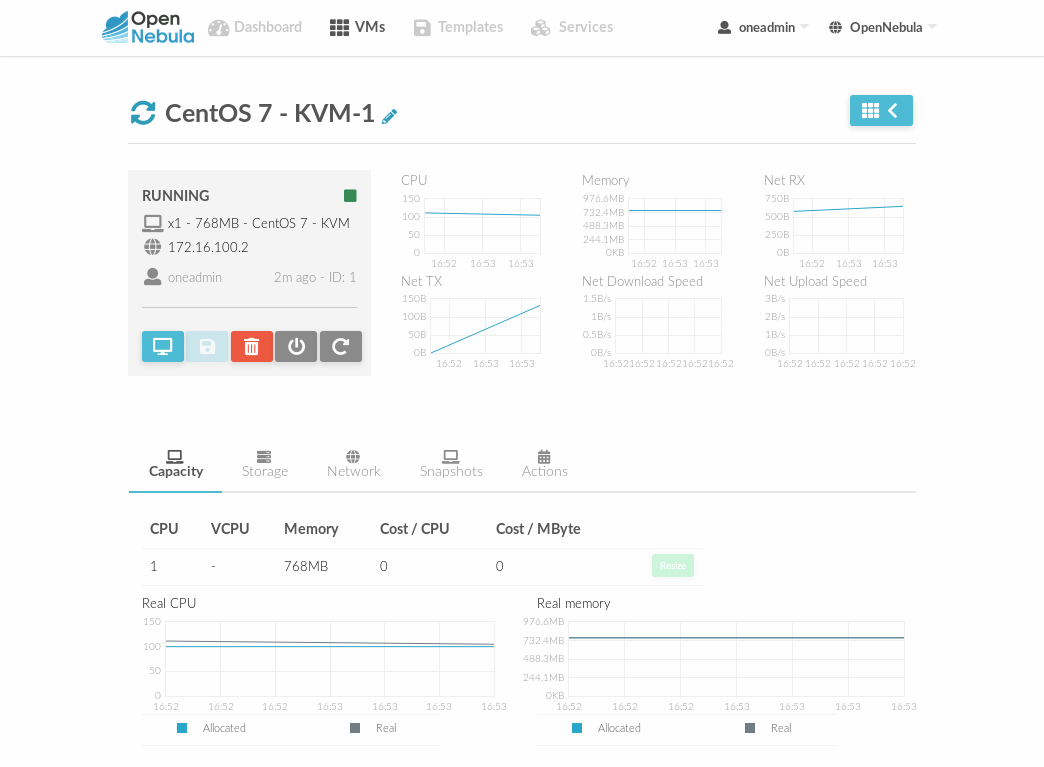 Open Nebula Dashboard VMs Templates Services oneadmin OpenNebula
CentOS 7 - KVM-1
RUNNING
x1 - 768MB - CentOS 7 - KVM
172.16.100.2
oneadmin 2m ago - ID: 1
CPU
150
100
50
0
16:52 16:53 16:53
Memory
976.6MB
732.4MB
488.3MB
244.1MB
0KB
16:52 16:53 16:53
Net RX
750B
500B
250B
0B
16:52 16:53 16:53
Net TX
150B
100B
50B
0B
16:52 16:53 16:53
Net Download Speed
1.5B/s
1B/s
0.5B/s
0B/s
16:52 16:52 16:52 16:52 16:52
Net Upload Speed
3B/s
2B/s
1B/s
0B/s
16:52 16:52 16:52 16:52 16:52
Capacity Storage Network Snapshots Actions
CPU VCPU Memory Cost / CPU Cost / MByte
1 - 768MB 0 0 Resize
Real CPU
150
100
50
0
16:52 16:52 16:52 16:53 16:53 16:53 16:53
Allocated Real
Real memory
976.6MB
732.4MB
488.3MB
244.1MB
0KB
16:52 16:52 16:52 16:53 16:53 16:53 16:53
Allocated Real